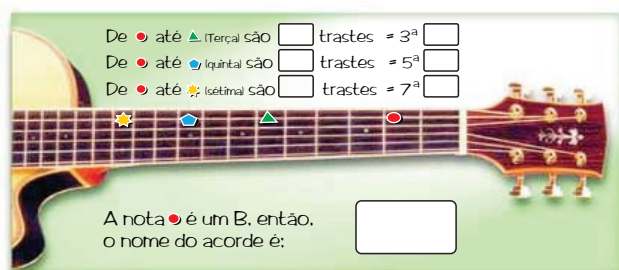 De até (Terça) são trastes = 3ª
De até (quinta) são trastes = 5ª
De até (sétima) são trastes = 7ª
A nota é um B, então,
o nome do acorde é: